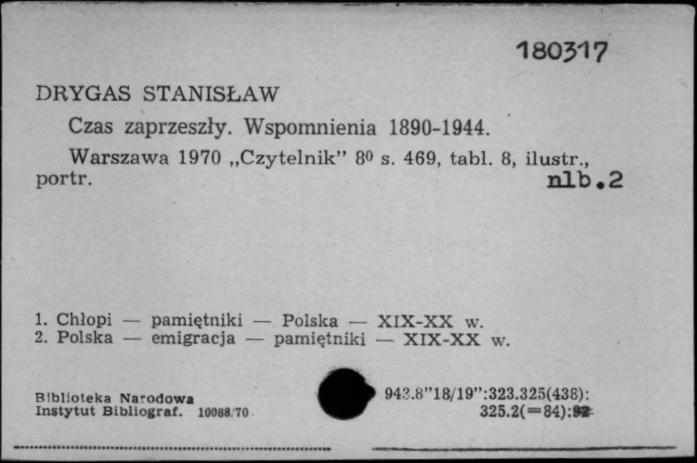 180317
DRYGAS STANISŁAW
Czas zaprzeszły. Wspomnienia 1890-1944.
Warszawa 1970 „Czytelnik” 8⁰ s. 469, tabl. 8, ilustr.,
portr. nlb.2
1. Chłopi — pamiętniki — Polska — XIX-XX w.
2. Polska — emigracja — pamiętniki — XIX-XX w.
Biblioteka Narodowa 943.8”18/19”:323.325(438):
Instytut Bibliograf. 10088/70 325.2(=84):92